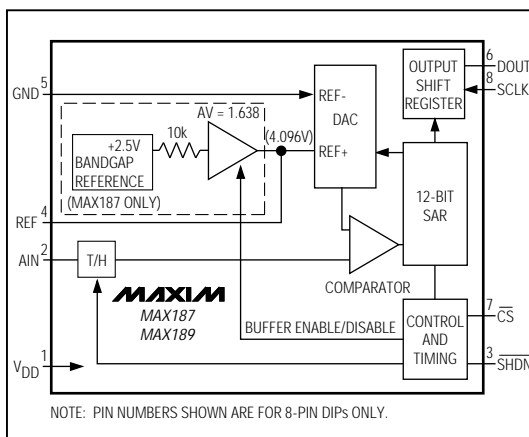 GND 5
REF 4
AIN 2
VDD 1
+2.5V
BANDGAP
REFERENCE
(MAX187 ONLY)
10k
AV = 1.638
(4.096V)
REF-
DAC
REF+
T/H
MAXIM
MAX187
MAX189
COMPARATOR
BUFFER ENABLE/DISABLE
OUTPUT
SHIFT
REGISTER
12-BIT
SAR
CONTROL
AND
TIMING
6 DOUT
8 SCLK
7 CS
3 SHDN
NOTE: PIN NUMBERS SHOWN ARE FOR 8-PIN DIPs ONLY.